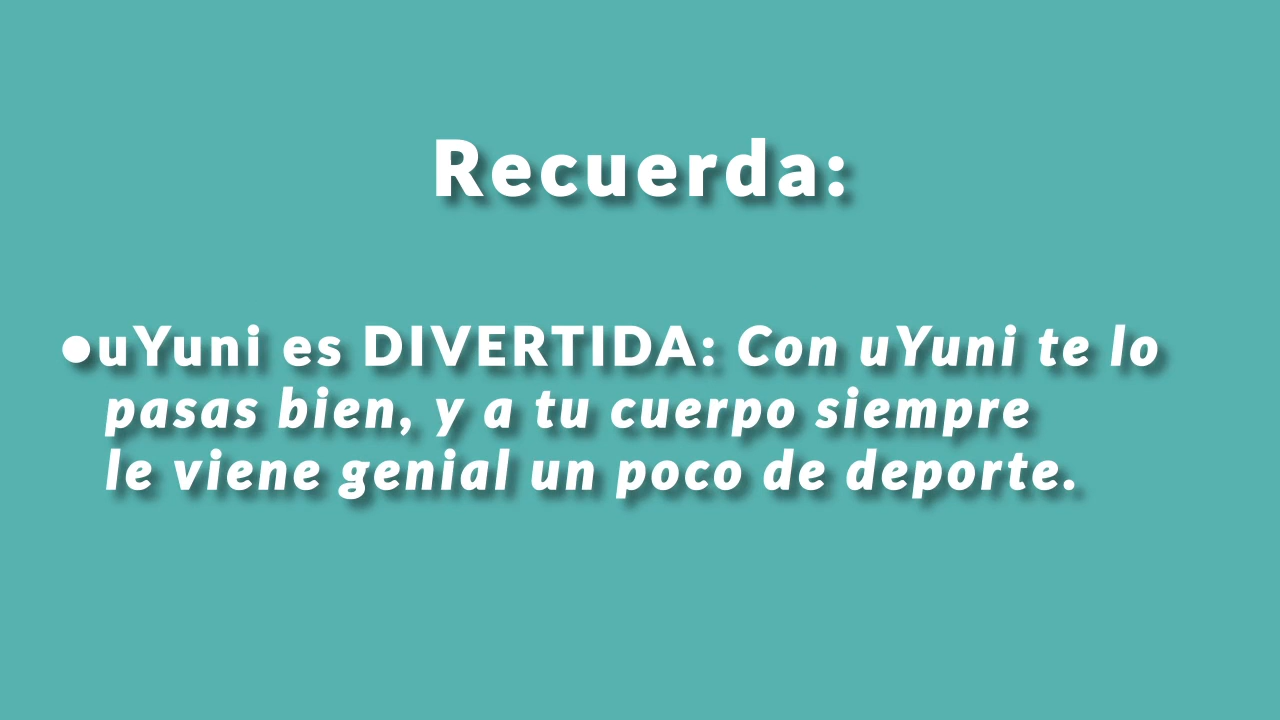 Recuerda:
•uYuni es DIVERTIDA: Con uYuni te lo
pasas bien, y a tu cuerpo siempre
le viene genial un poco de deporte.